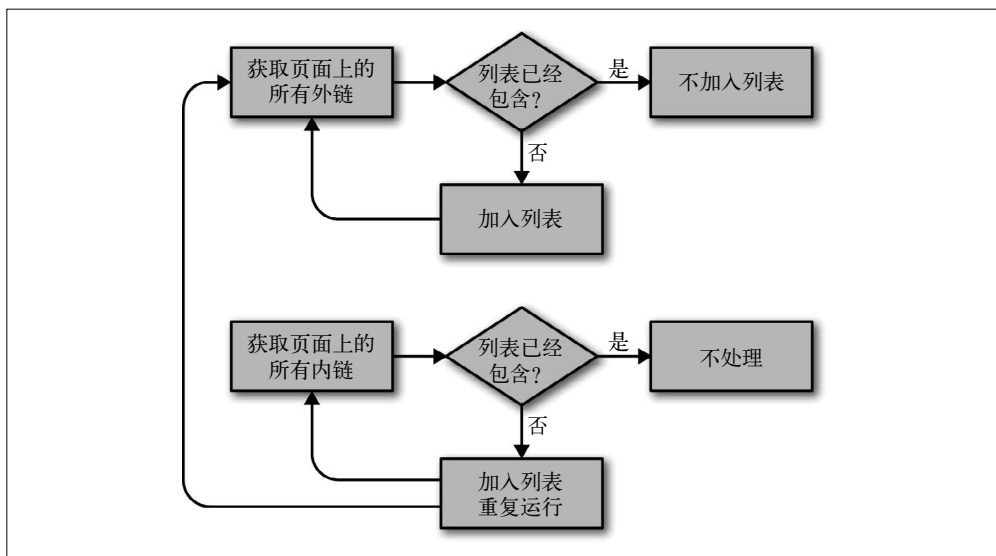 获取页面上的
所有外链
列表已经
包含？
是
不加入列表
否
加入列表
获取页面上的
所有内链
列表已经
包含？
是
不处理
否
加入列表
重复运行